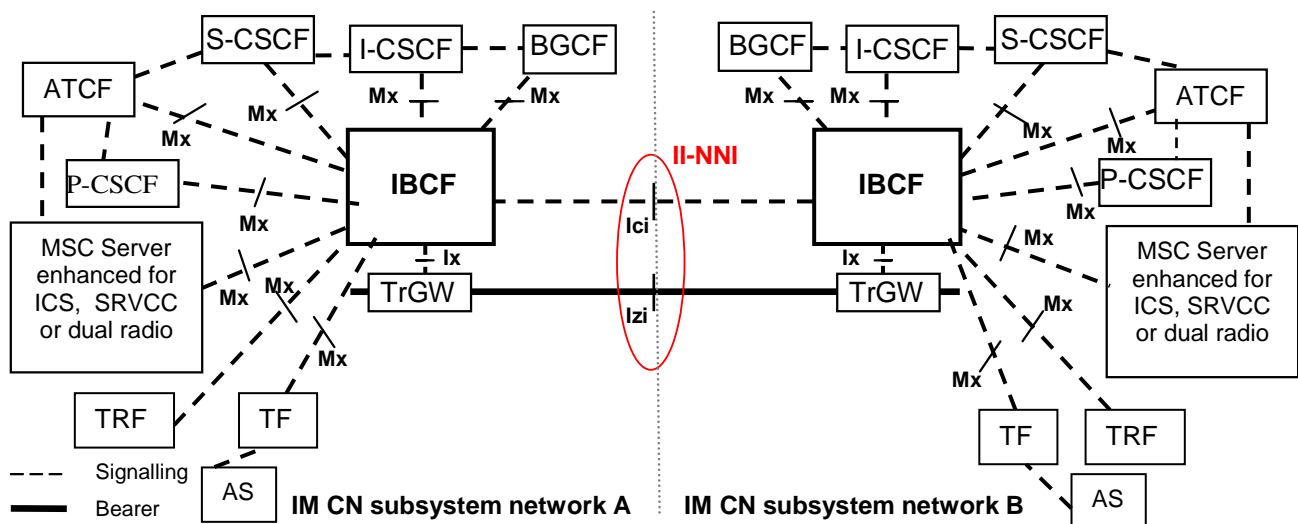 S-CSCF
I-CSCF
BGCF
BGCF
I-CSCF
S-CSCF
ATCF
ATCF
Mx
Mx
Mx
Mx
Mx
Mx
Mx
Mx
II-NNI
P-CSCF
IBCF
IBCF
P-CSCF
Mx
Mx
Ici
MSC Server
enhanced for
ICS, SRVCC
or dual radio
Mx
Mx
Ix
Ix
MSC Server
enhanced for
ICS, SRVCC
or dual radio
Mx
TrGW
TrGW
Izi
Mx
Mx
Mx
TRF
TF
TF
TRF
Signalling
AS
AS
Bearer
IM CN subsystem network A
IM CN subsystem network B